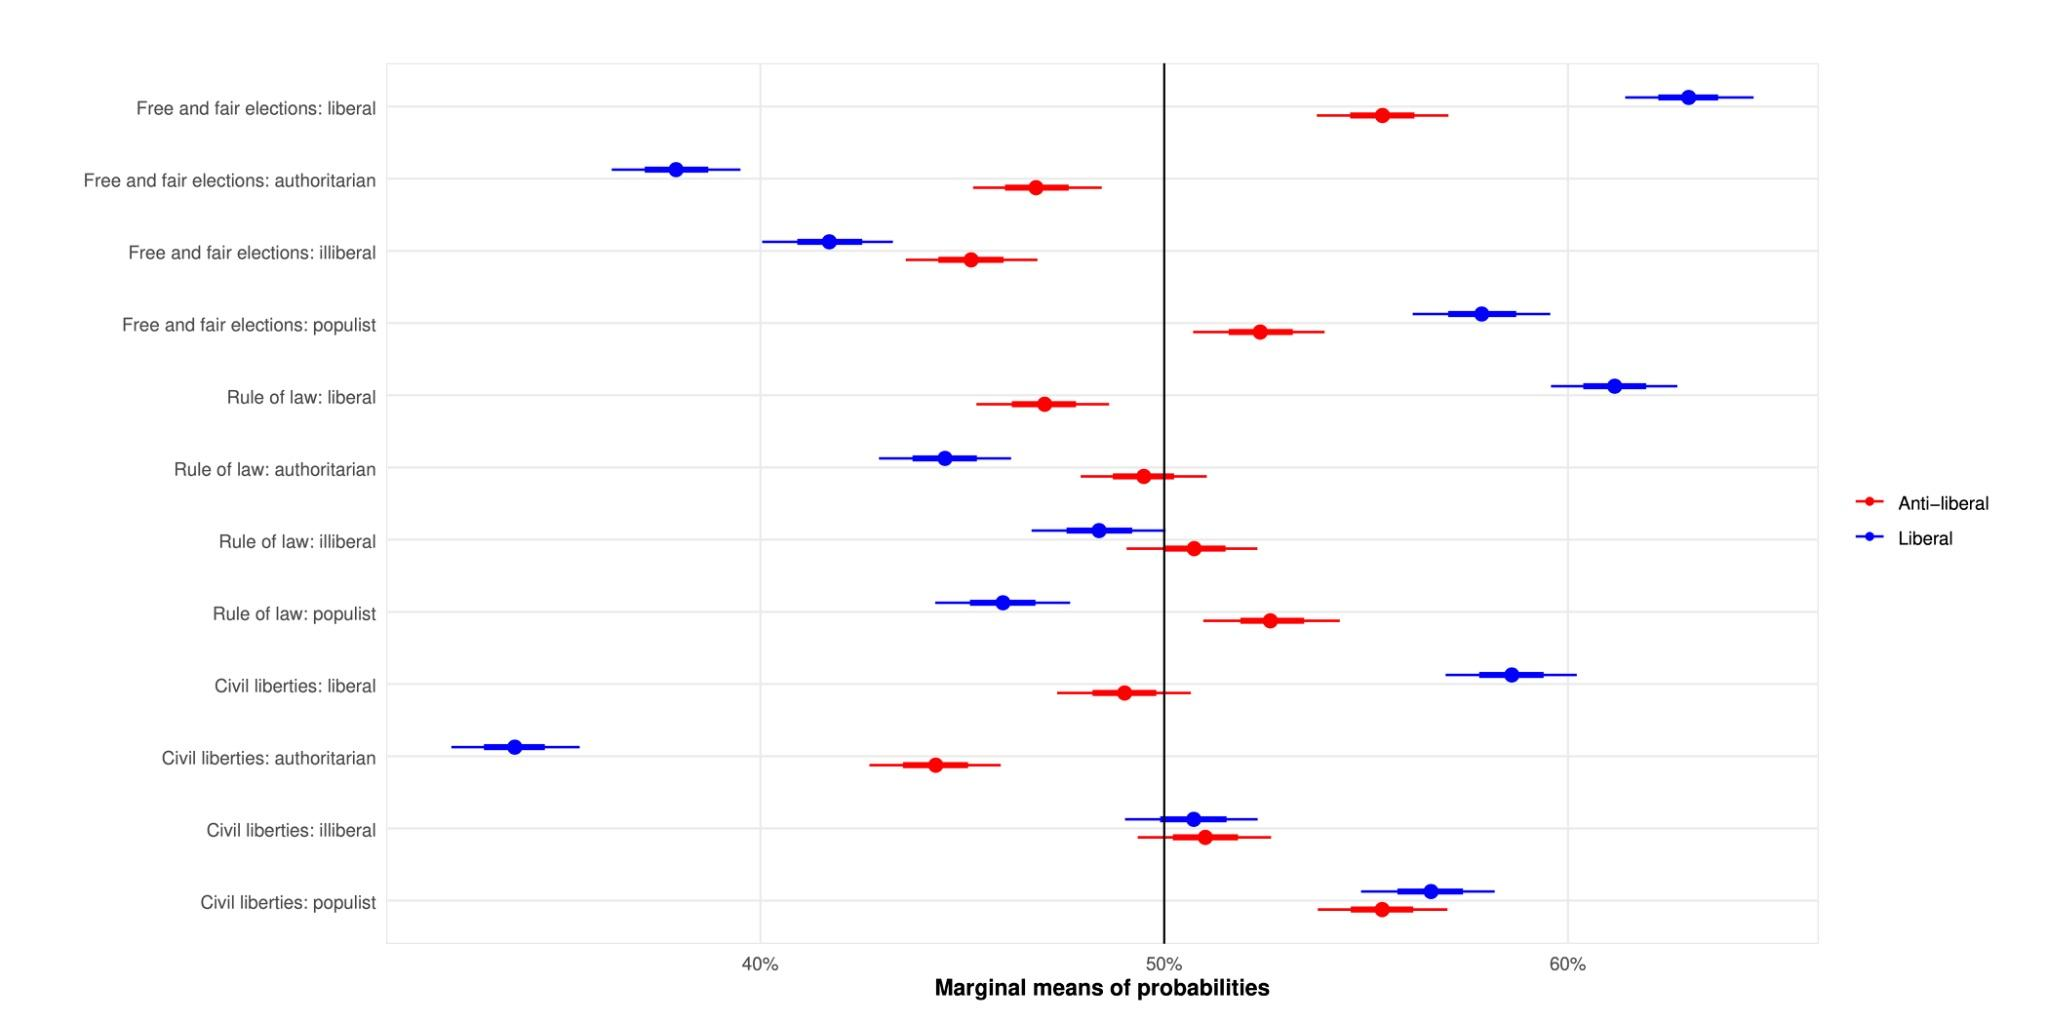 Free and fair elections: liberal
Free and fair elections: authoritarian
Free and fair elections: illiberal
Free and fair elections: populist
Rule of law: liberal
Rule of law: authoritarian
Rule of law: illiberal
Rule of law: populist
Civil liberties: liberal
Civil liberties: authoritarian
Civil liberties: illiberal
Civil liberties: populist
40% 50% 60%
Marginal means of probabilities
Anti−liberal
Liberal